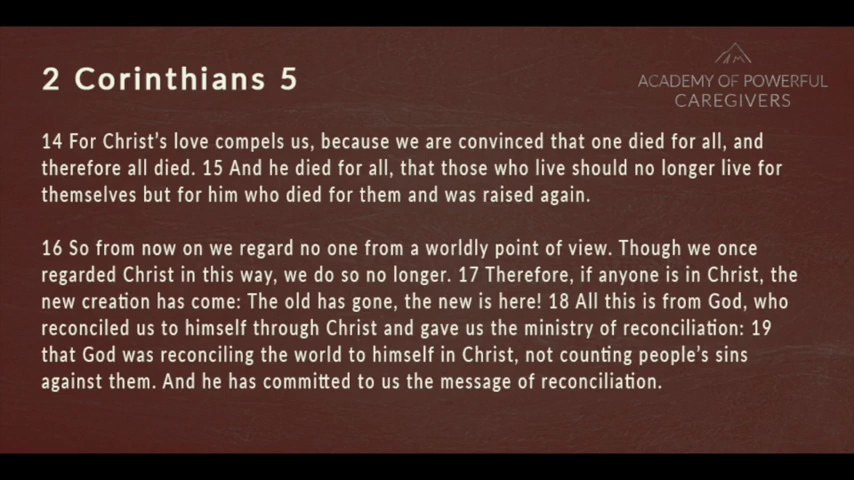 2 Corinthians 5
ACADEMY OF POWERFUL
CAREGIVERS
14 For Christ's love compels us, because we are convinced that one died for all, and
therefore all died. 15 And he died for all, that those who live should no longer live for
themselves but for him who died for them and was raised again.
16 So from now on we regard no one from a worldly point of view. Though we once
regarded Christ in this way, we do so no longer. 17 Therefore, if anyone is in Christ, the
new creation has come: The old has gone, the new is here! 18 All this is from God, who
reconciled us to himself through Christ and gave us the ministry of reconciliation: 19
that God was reconciling the world to himself in Christ, not counting people's sins
against them. And he has committed to us the message of reconciliation.